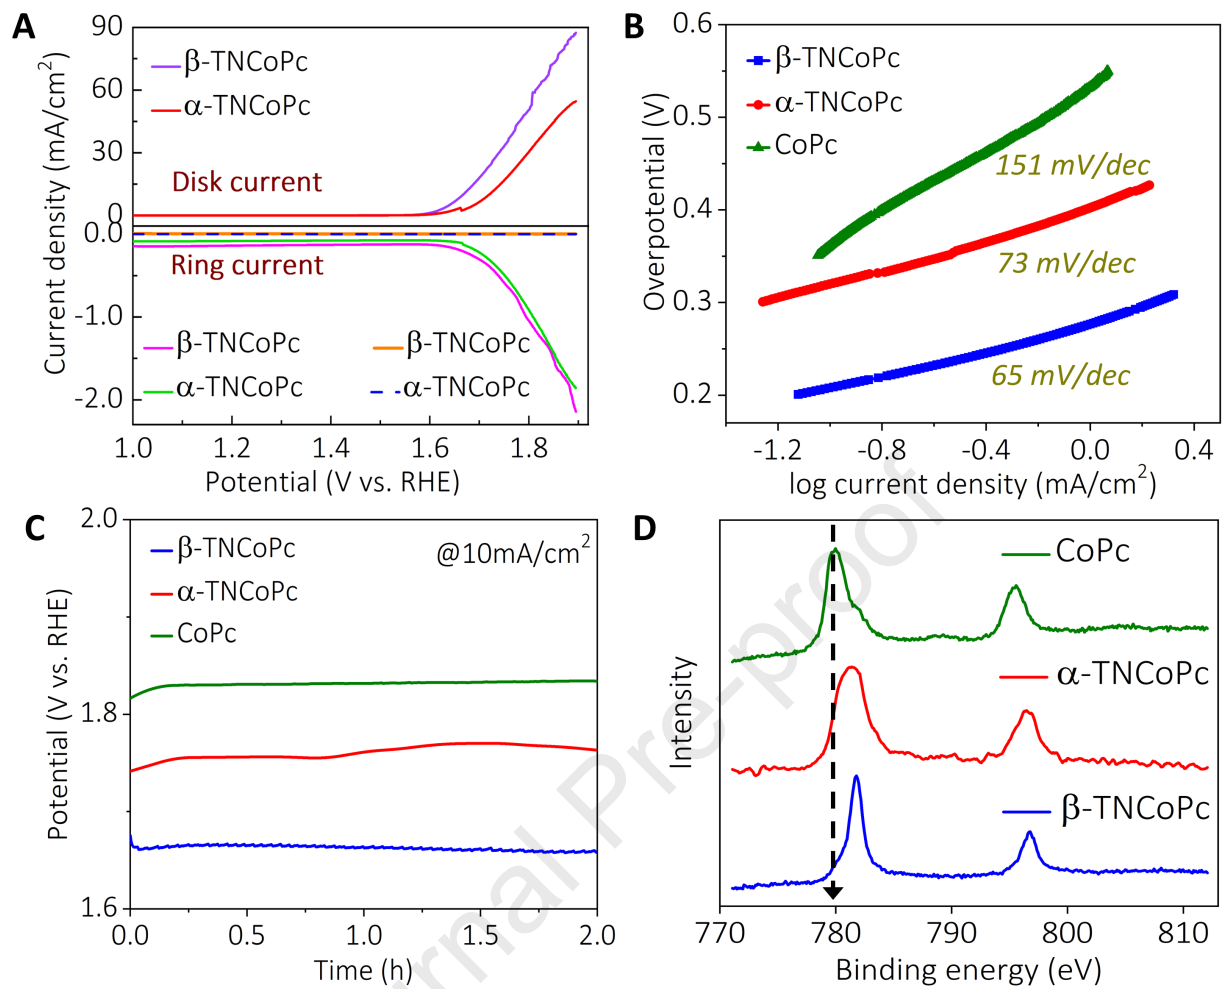 A
90
60
30
0
0.0
-1.0
-2.0
Current density (mA/cm²)
β-TNCoPc
α-TNCoPc
Disk current
Ring current
β-TNCoPc
β-TNCoPc
α-TNCoPc
α-TNCoPc
1.0
1.2
1.4
1.6
1.8
Potential (V vs. RHE)
B
0.6
0.5
0.4
0.3
0.2
Overpotential (V)
β-TNCoPc
α-TNCoPc
CoPc
151 mV/dec
73 mV/dec
65 mV/dec
-1.2
-0.8
-0.4
0.0
0.4
log current density (mA/cm²)
C
2.0
1.8
1.6
Potential (V vs. RHE)
β-TNCoPc
@10mA/cm²
α-TNCoPc
CoPc
0.0
0.5
1.0
1.5
2.0
Time (h)
D
Intensity
CoPc
α-TNCoPc
β-TNCoPc
770
780
790
800
810
Binding energy (eV)
rnal Pre-proof